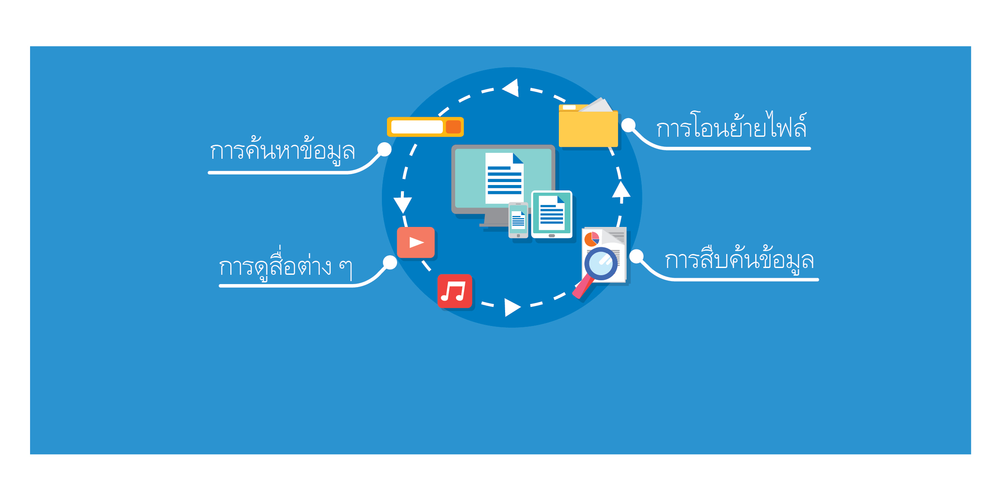 การค้นหาข้อมูล
การโอนย้ายไฟล์
การดูสื่อต่าง ๆ
การสืบค้นข้อมูล